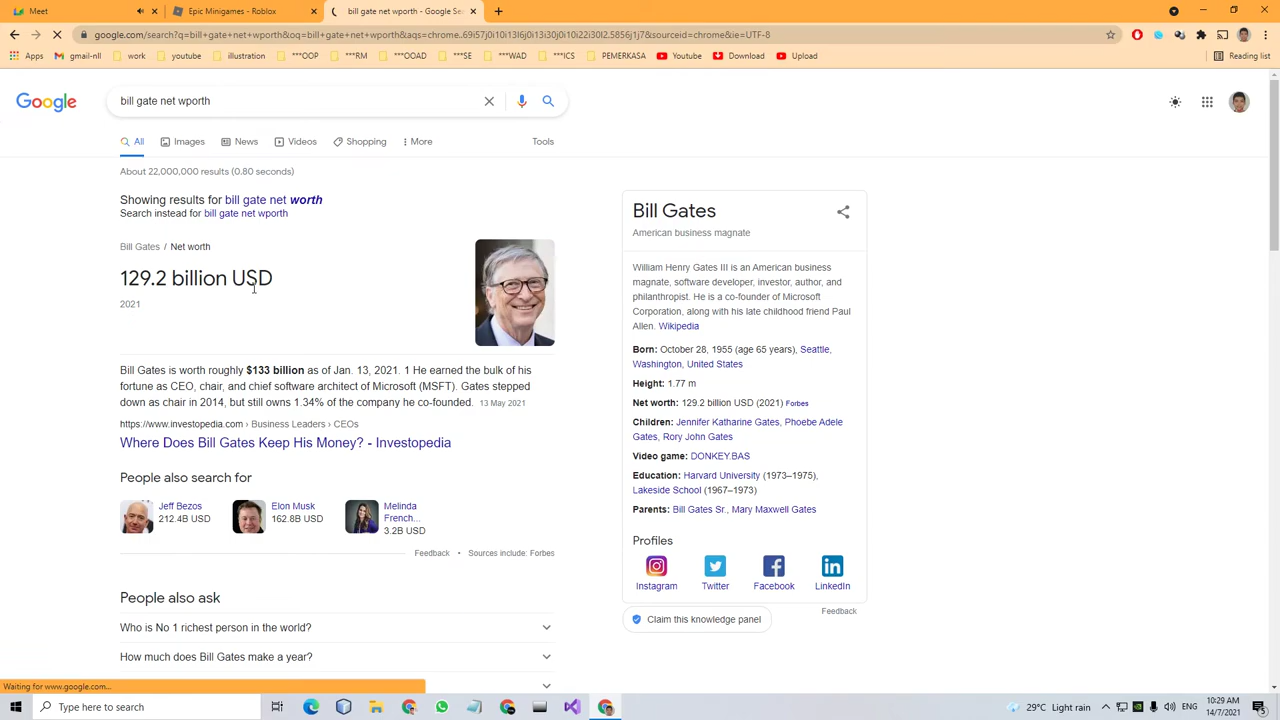 Meet
Epic Minigames - Roblox
bill gate net wporth - Google Se
google.com/search?q=bill+gate+net+wporth&oq=bill+gate+net+wporth&aqs=chrome..69i57j0i10i13l6j0i13i30j0i10i22i30l2.5856j1j7&sourceid=chrome&ie=UTF-8
Apps gmail-nll work youtube illustration ***OOP ***RM ***OOAD ***SE ***WAD ***ICS PEMERKASA Youtube Download Upload Reading list
Google
bill gate net wporth
All Images News Videos Shopping More Tools
About 22,000,000 results (0.80 seconds)
Showing results for bill gate net worth
Search instead for bill gate net wporth
Bill Gates / Net worth
129.2 billion USD
2021
Bill Gates is worth roughly $133 billion as of Jan. 13, 2021. 1 He earned the bulk of his
fortune as CEO, chair, and chief software architect of Microsoft (MSFT). Gates stepped
down as chair in 2014, but still owns 1.34% of the company he co-founded. 13 May 2021
https://www.investopedia.com › Business Leaders › CEOs
Where Does Bill Gates Keep His Money? - Investopedia
People also search for
Jeff Bezos
212.4B USD
Elon Musk
162.8B USD
Melinda
French...
3.2B USD
Feedback • Sources include: Forbes
People also ask
Who is No 1 richest person in the world?
How much does Bill Gates make a year?
Bill Gates
American business magnate
William Henry Gates III is an American business
magnate, software developer, investor, author, and
philanthropist. He is a co-founder of Microsoft
Corporation, along with his late childhood friend Paul
Allen. Wikipedia
Born: October 28, 1955 (age 65 years), Seattle,
Washington, United States
Height: 1.77 m
Net worth: 129.2 billion USD (2021) Forbes
Children: Jennifer Katharine Gates, Phoebe Adele
Gates, Rory John Gates
Video game: DONKEY.BAS
Education: Harvard University (1973–1975),
Lakeside School (1967–1973)
Parents: Bill Gates Sr., Mary Maxwell Gates
Profiles
Instagram Twitter Facebook LinkedIn
Feedback
Claim this knowledge panel
Waiting for www.google.com...
Type here to search
29°C Light rain
ENG
10:29 AM
14/7/2021